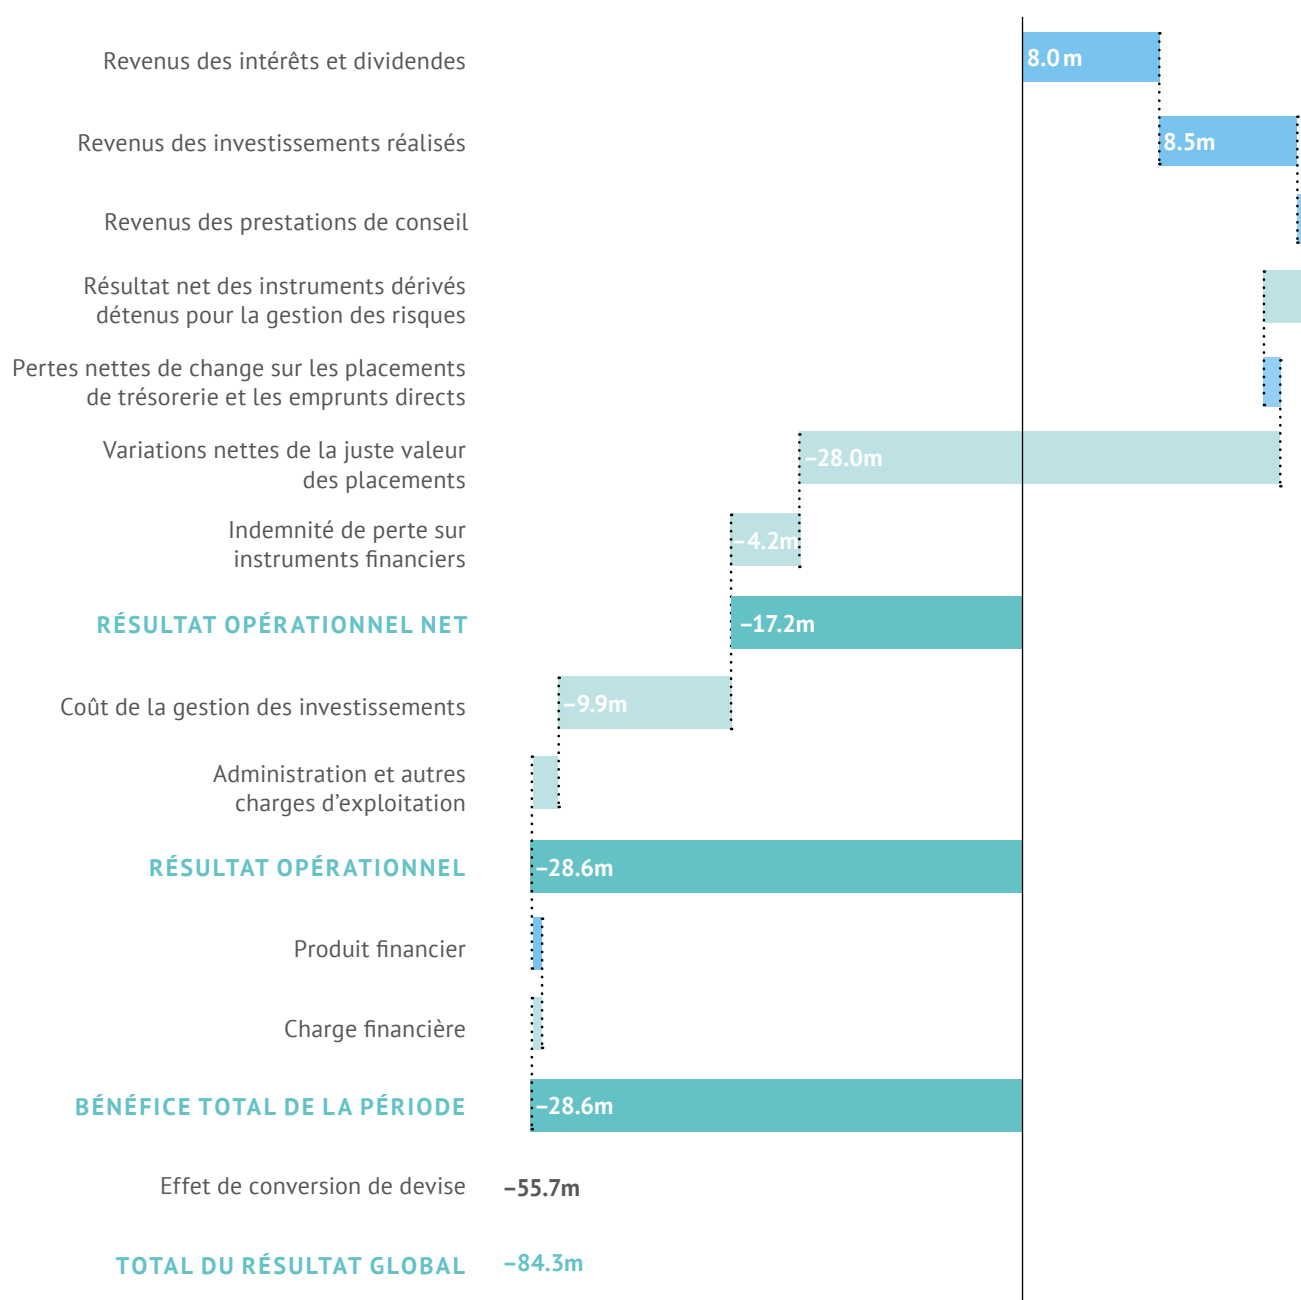 Revenus des intérêts et dividendes
8.0 m
Revenus des investissements réalisés
8.5m
Revenus des prestations de conseil
Résultat net des instruments dérivés
détenus pour la gestion des risques
Pertes nettes de change sur les placements
de trésorerie et les emprunts directs
Variations nettes de la juste valeur
des placements
–28.0m
Indemnité de perte sur
instruments financiers
–4.2m
RÉSULTAT OPÉRATIONNEL NET
–17.2m
Coût de la gestion des investissements
–9.9m
Administration et autres
charges d’exploitation
RÉSULTAT OPÉRATIONNEL
–28.6m
Produit financier
Charge financière
BÉNÉFICE TOTAL DE LA PÉRIODE
–28.6m
Effet de conversion de devise
–55.7m
TOTAL DU RÉSULTAT GLOBAL
–84.3m